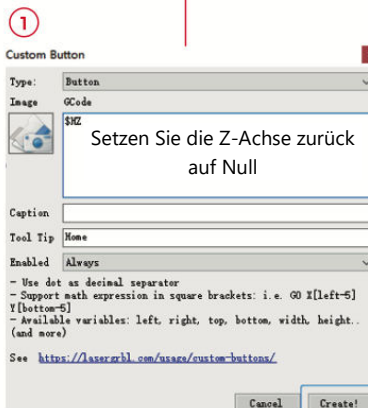 1
Custom Button
Type: Button
Image GCode
$HZ
Setzen Sie die Z-Achse zurück
auf Null
Caption
Tool Tip Home
Enabled Always
- Use dot as decimal separator
- Support math expression in square brackets: i.e. G0 X[left-5]
Y[bottom-5]
- Available variables: left, right, top, bottom, width, height..
(and more)
See https://lasergrbl.com/usage/custom-buttons/
Cancel Create!